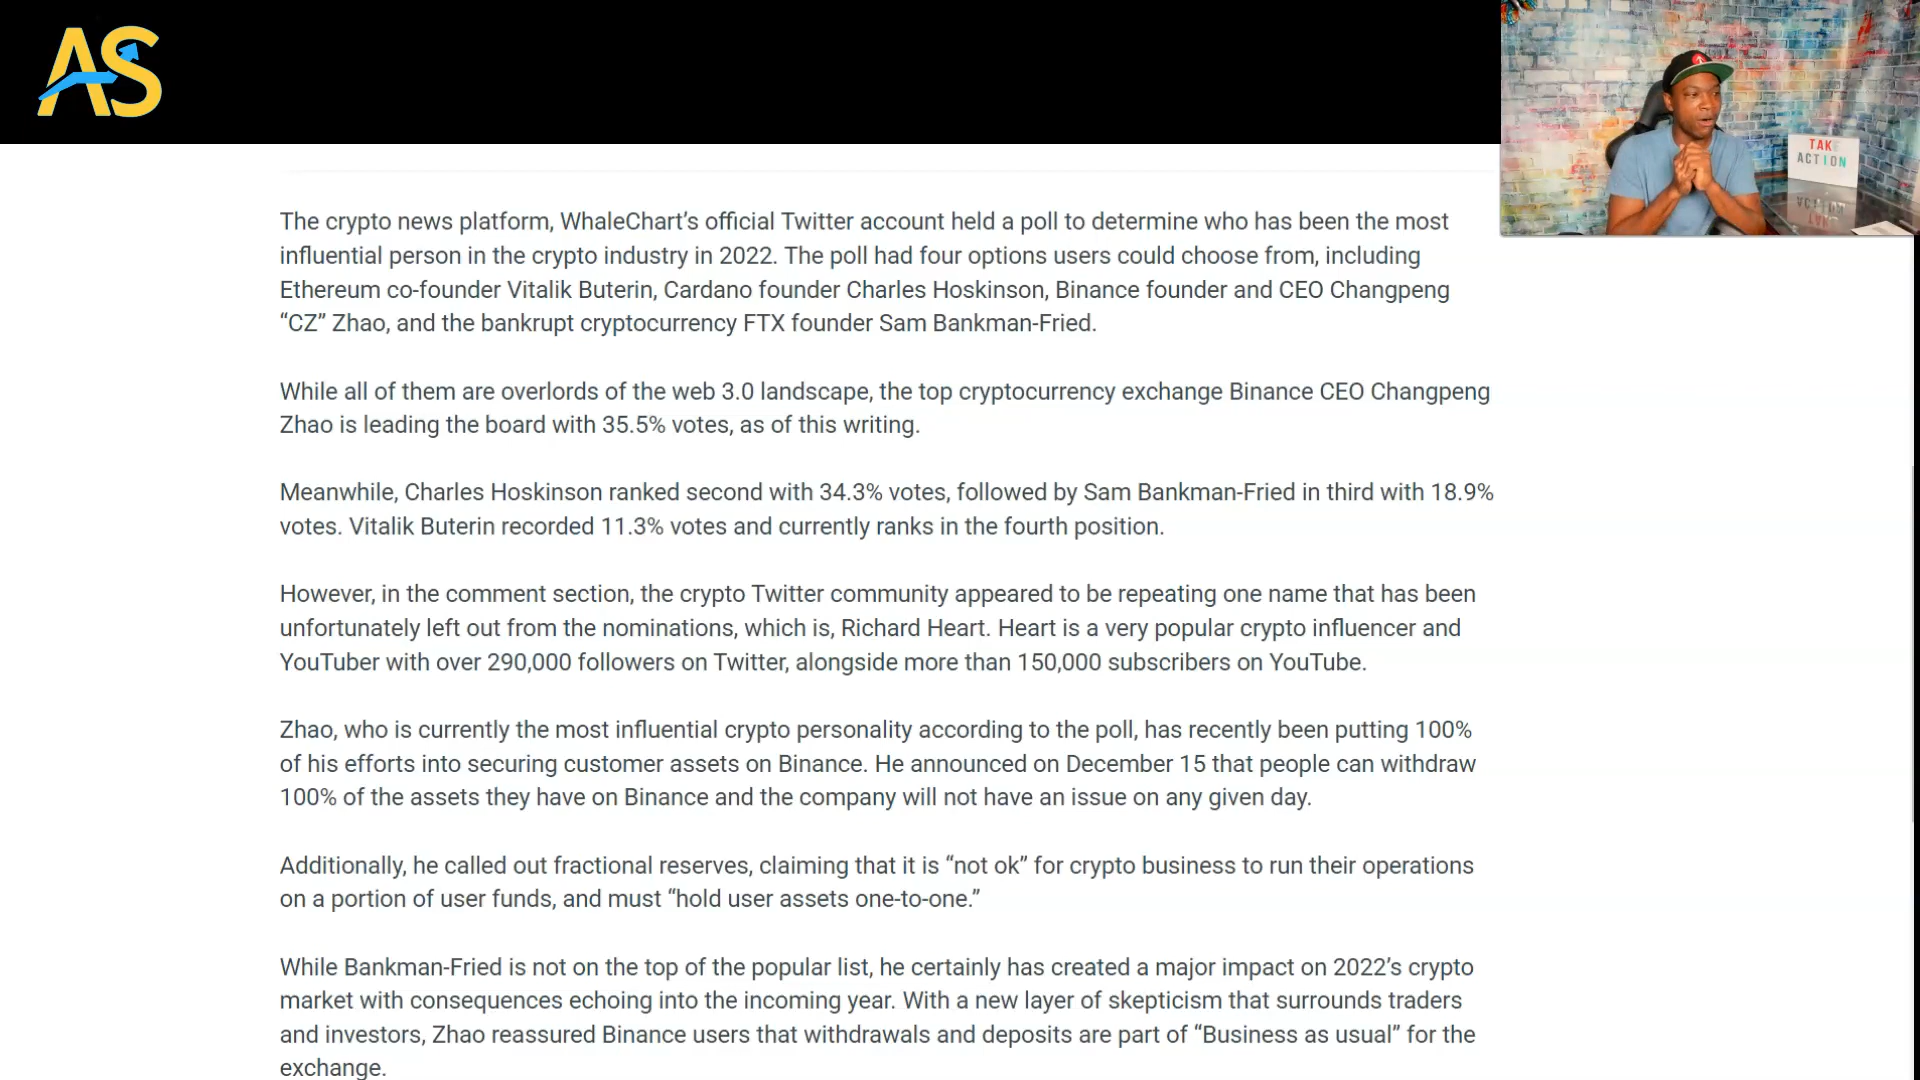 AS
TAKE
ACTION
The crypto news platform, WhaleChart’s official Twitter account held a poll to determine who has been the most
influential person in the crypto industry in 2022. The poll had four options users could choose from, including
Ethereum co-founder Vitalik Buterin, Cardano founder Charles Hoskinson, Binance founder and CEO Changpeng
“CZ” Zhao, and the bankrupt cryptocurrency FTX founder Sam Bankman-Fried.
While all of them are overlords of the web 3.0 landscape, the top cryptocurrency exchange Binance CEO Changpeng
Zhao is leading the board with 35.5% votes, as of this writing.
Meanwhile, Charles Hoskinson ranked second with 34.3% votes, followed by Sam Bankman-Fried in third with 18.9%
votes. Vitalik Buterin recorded 11.3% votes and currently ranks in the fourth position.
However, in the comment section, the crypto Twitter community appeared to be repeating one name that has been
unfortunately left out from the nominations, which is, Richard Heart. Heart is a very popular crypto influencer and
YouTuber with over 290,000 followers on Twitter, alongside more than 150,000 subscribers on YouTube.
Zhao, who is currently the most influential crypto personality according to the poll, has recently been putting 100%
of his efforts into securing customer assets on Binance. He announced on December 15 that people can withdraw
100% of the assets they have on Binance and the company will not have an issue on any given day.
Additionally, he called out fractional reserves, claiming that it is “not ok” for crypto business to run their operations
on a portion of user funds, and must “hold user assets one-to-one.”
While Bankman-Fried is not on the top of the popular list, he certainly has created a major impact on 2022’s crypto
market with consequences echoing into the incoming year. With a new layer of skepticism that surrounds traders
and investors, Zhao reassured Binance users that withdrawals and deposits are part of “Business as usual” for the
exchange.